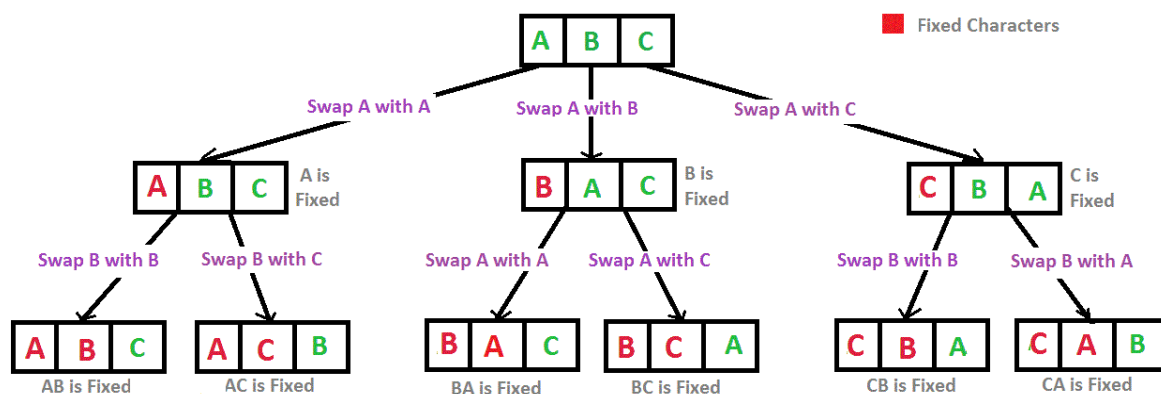 A B C
Fixed Characters
Swap A with A
Swap A with B
Swap A with C
A B C
A is
Fixed
B A C
B is
Fixed
C B A
C is
Fixed
Swap B with B
Swap B with C
Swap A with A
Swap A with C
Swap B with B
Swap B with A
A B C
A C B
B A C
B C A
C B A
C A B
AB is Fixed
AC is Fixed
BA is Fixed
BC is Fixed
CB is Fixed
CA is Fixed